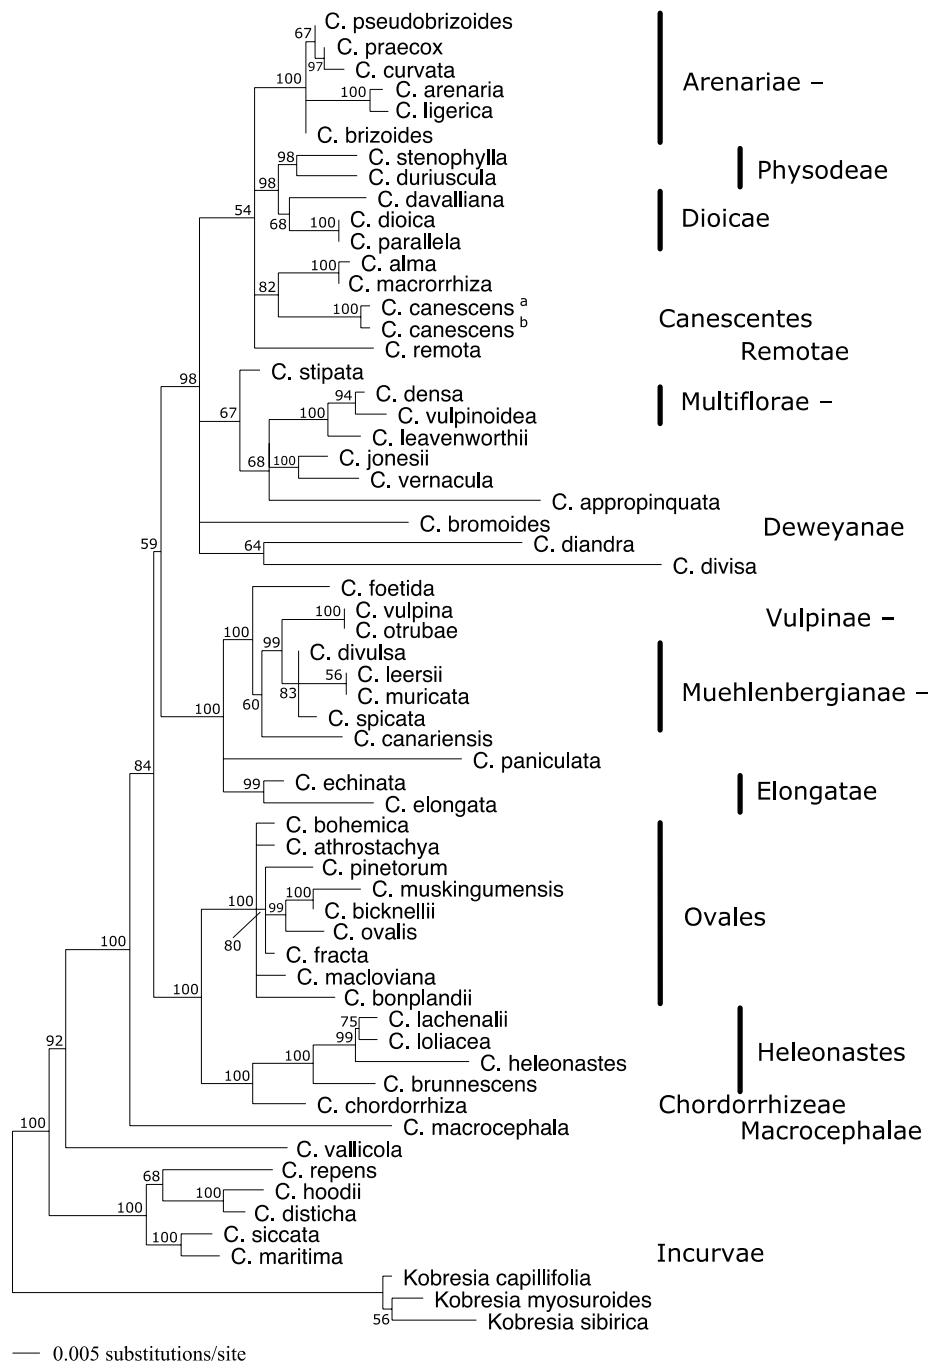 C. pseudobrizoides
67
C. praecox
97
C. curvata
100
Arenariae –
100
C. arenaria
C. ligerica
C. brizoides
98
C. stenophylla
Physodeae
98
C. duriuscula
C. davalliana
54
68
100
C. dioica
Dioicae
C. parallela
100
C. alma
82
C. macrorrhiza
100
C. canescens a
Canescentes
C. canescens b
C. remota
Remotae
98
C. stipata
94
C. densa
Multiflorae –
67
100
C. vulpinoidea
C. leavenworthii
68
100
C. jonesii
C. vernacula
C. appropinquata
C. bromoides
Deweyanae
59
64
C. diandra
C. divisa
C. foetida
100
100
C. vulpina
Vulpinae –
C. otrubae
99
C. divulsa
56
C. leersii
Muehlenbergianae –
83
C. muricata
60
100
C. spicata
C. canariensis
C. paniculata
84
99
C. echinata
Elongatae
C. elongata
C. bohemica
C. athrostachya
C. pinetorum
100
100
C. muskingumensis
99
C. bicknellii
Ovales
80
C. ovalis
100
C. fracta
C. macloviana
100
C. bonplandii
75
C. lachenalii
92
99
C. loliacea
Heleonastes
100
C. heleonastes
100
C. brunnescens
C. chordorrhiza
Chordorrhizeae
100
C. macrocephala
Macrocephalae
C. vallicola
68
C. repens
100
C. hoodii
100
C. disticha
100
C. siccata
C. maritima
Incurvae
Kobresia capillifolia
Kobresia myosuroides
56
Kobresia sibirica
0.005 substitutions/site